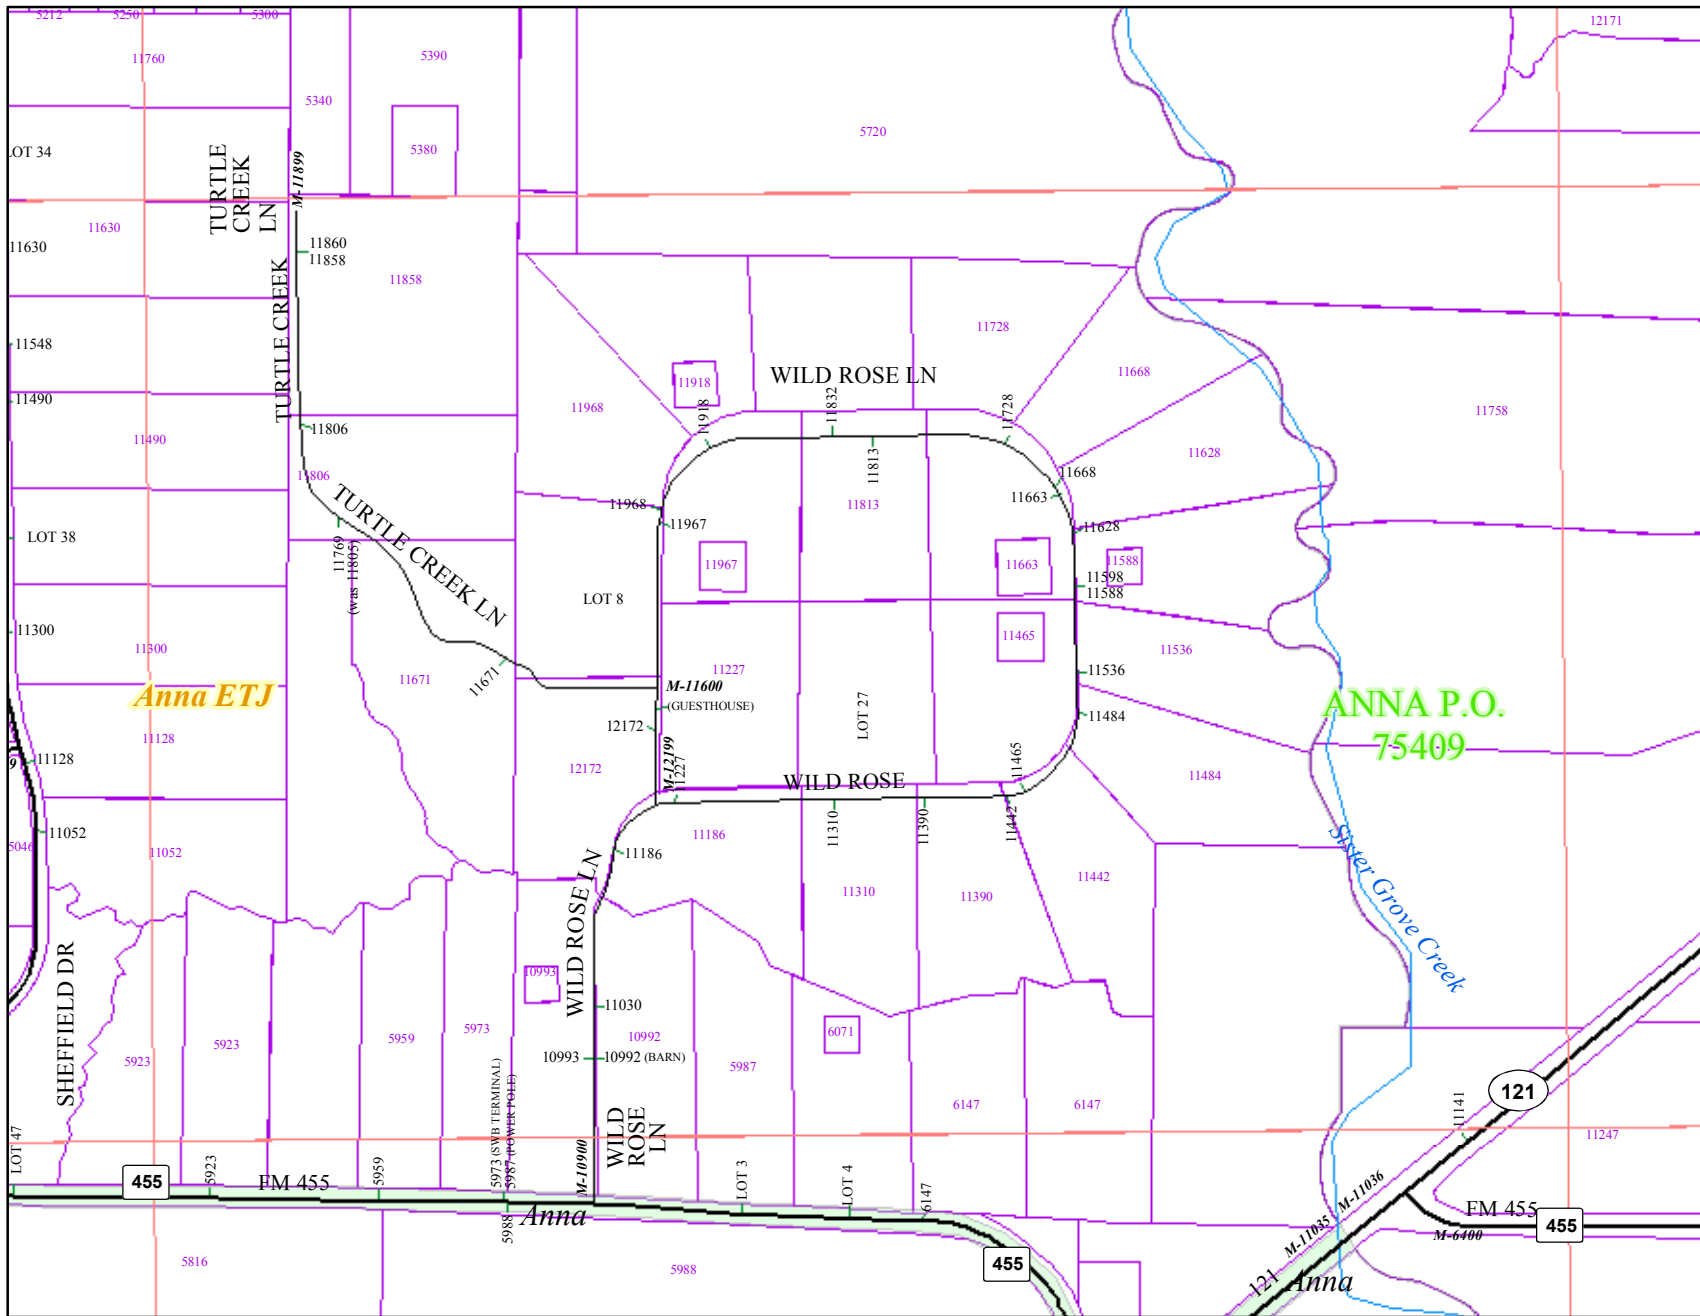 5212
5250
5300
12171
11760
5390
5340
5380
5720
LOT 34
TURTLE
CREEK
LN
M-11899
11630
11630
11860
11858
11858
TURTLE CREEK
11728
11548
11668
11490
11490
11806
11806
11968
11918
11918
WILD ROSE LN
11832
11813
11728
11758
11628
11668
11663
11813
11968
11967
11628
LOT 38
TURTLE CREEK LN
11769
(was 11805)
11967
11663
11588
11598
11588
LOT 8
11300
11300
11465
11536
11536
11671
11671
11227
M-11600
(GUESTHOUSE)
LOT 27
Anna ETJ
ANNA P.O.
75409
11484
11484
12172
12172
M-12199
11227
11128
11128
9
11465
WILD ROSE
11310
11390
11442
11052
11052
5046
11186
11186
11310
11390
11442
WILD ROSE LN
Sister Grove Creek
SHEFFIELD DR
10993
11030
10992
10993
10992 (BARN)
5923
5923
5959
5973
5987
6071
6147
6147
5973 (SWB TERMINAL)
5987 (POWER POLE)
WILD
ROSE
LN
M-10900
121
11141
11247
LOT 47
455
5923
FM 455
5959
5988
Anna
LOT 3
LOT 4
6147
M-11036
M-11035
FM 455
455
M-6400
5816
5988
455
121
Anna